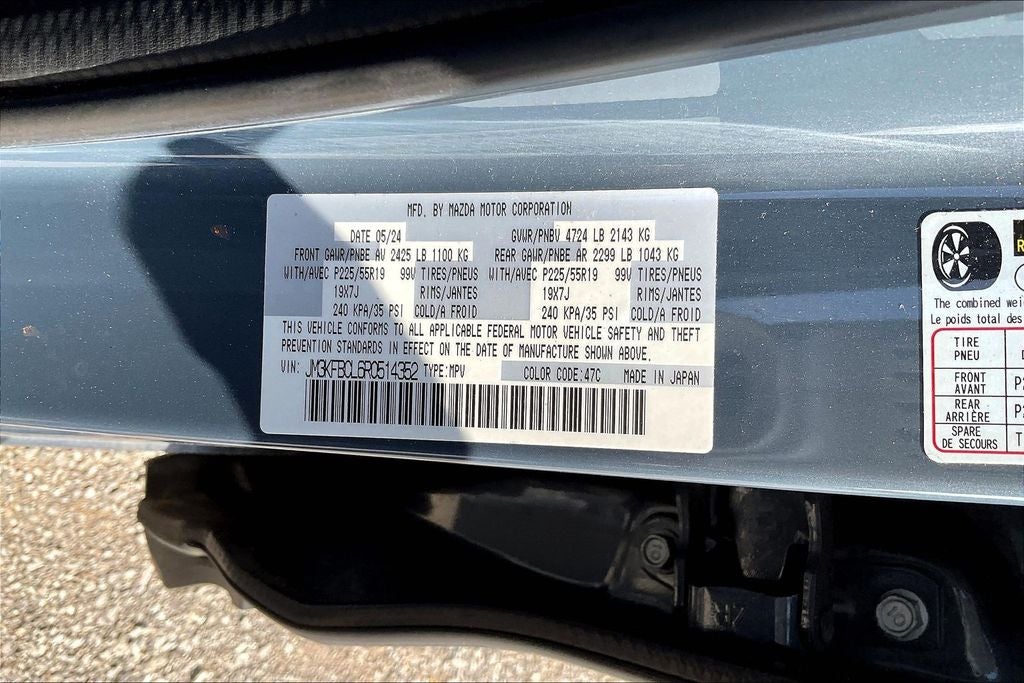 MFD. BY MAZDA MOTOR CORPORATION
DATE 05/24 GVWR/PNBV 4724 LB 2143 KG
FRONT GAWR/PNBE AV 2425 LB 1100 KG REAR GAWR/PNBE AR 2299 LB 1043 KG
WITH/AVEC P225/55R19 99V TIRES/PNEUS WITH/AVEC P225/55R19 99V TIRES/PNEUS
19X7J RIMS/JANTES 19X7J RIMS/JANTES
240 KPA/35 PSI COLD/A FROID 240 KPA/35 PSI COLD/A FROID
THIS VEHICLE CONFORMS TO ALL APPLICABLE FEDERAL MOTOR VEHICLE SAFETY AND THEFT
PREVENTION STANDARDS IN EFFECT ON THE DATE OF MANUFACTURE SHOWN ABOVE.
VIN: JM3KFBCL6R0514352 TYPE:MPV COLOR CODE:47C MADE IN JAPAN
The combined wei
Le poids total des
TIRE
PNEU
FRONT
AVANT
REAR
ARRIÈRE
SPARE
DE SECOURS T